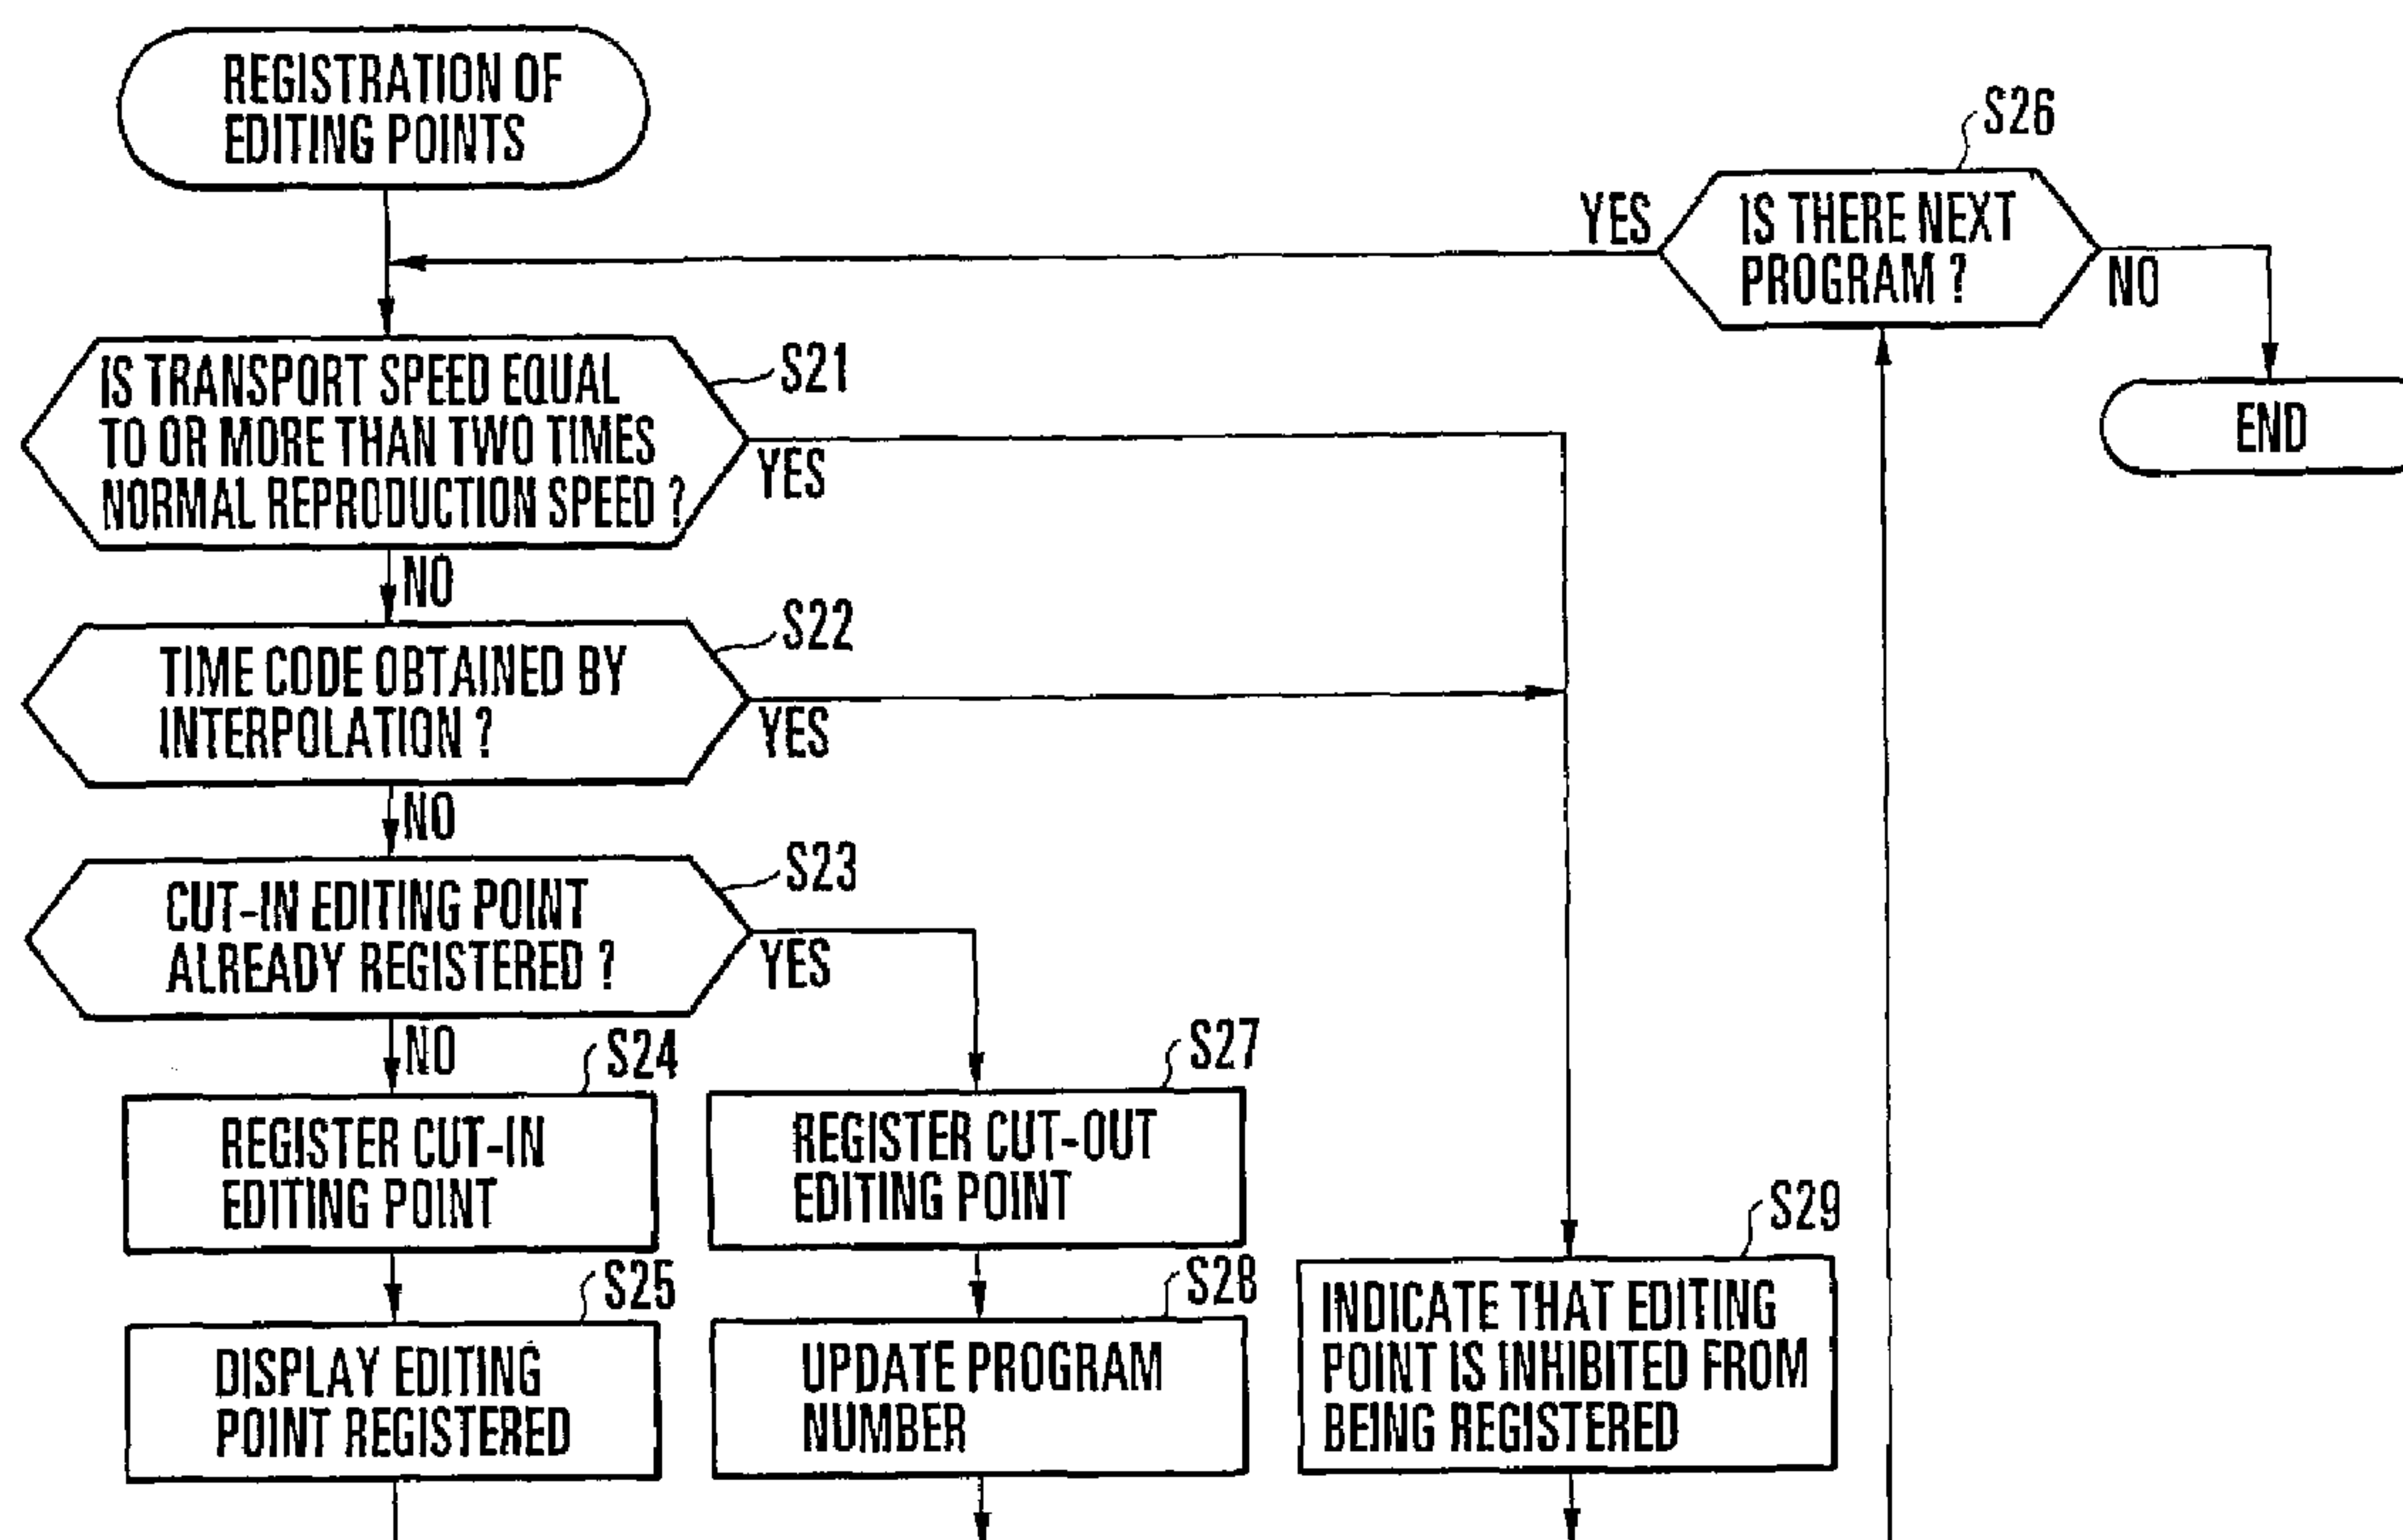 REGISTRATION OF
EDITING POINTS
S26
YES
IS THERE NEXT
PROGRAM ?
NO
END
IS TRANSPORT SPEED EQUAL
TO OR MORE THAN TWO TIMES
NORMAL REPRODUCTION SPEED ?
S21
YES
NO
S22
TIME CODE OBTAINED BY
INTERPOLATION ?
YES
NO
S23
CUT-IN EDITING POINT
ALREADY REGISTERED ?
YES
NO
S24
REGISTER CUT-IN
EDITING POINT
S27
REGISTER CUT-OUT
EDITING POINT
S25
DISPLAY EDITING
POINT REGISTERED
S28
UPDATE PROGRAM
NUMBER
S29
INDICATE THAT EDITING
POINT IS INHIBITED FROM
BEING REGISTERED